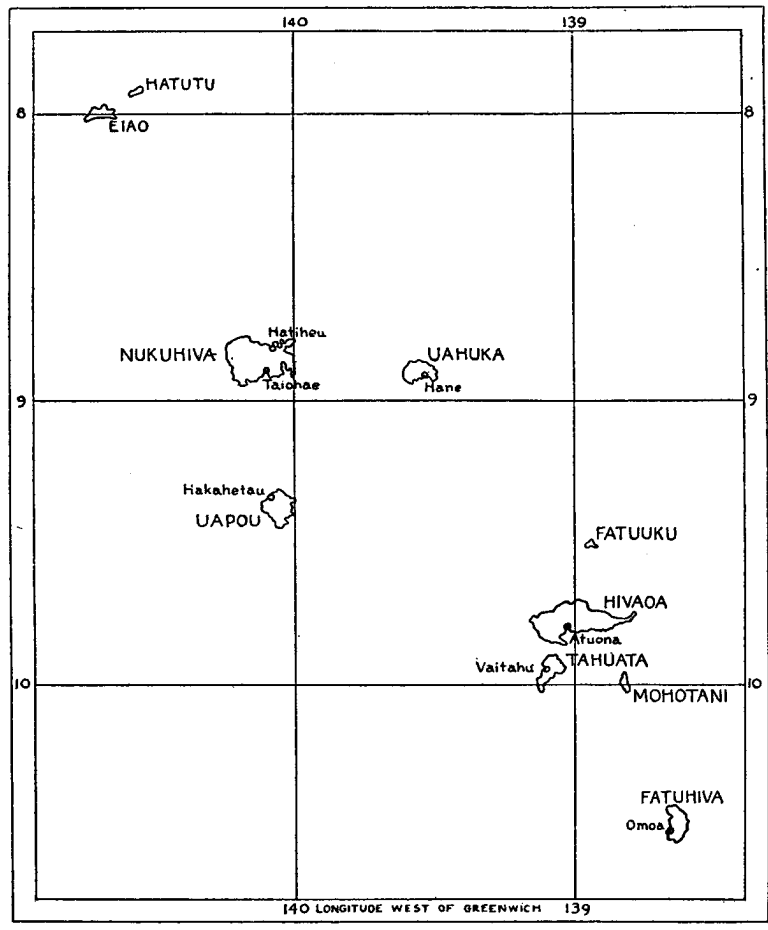 140 139
HATUTU
8 8
EIAO
Hatiheu
NUKUHIVA UAHUKA
Taiohae Hane
9 9
Hakahetau
UAPOU
FATUUKU
HIVAOA
Atuona
Vaitahu TAHUATA
10 10
MOHOTANI
FATUHIVA
Omoa
140 LONGITUDE WEST OF GREENWICH 139